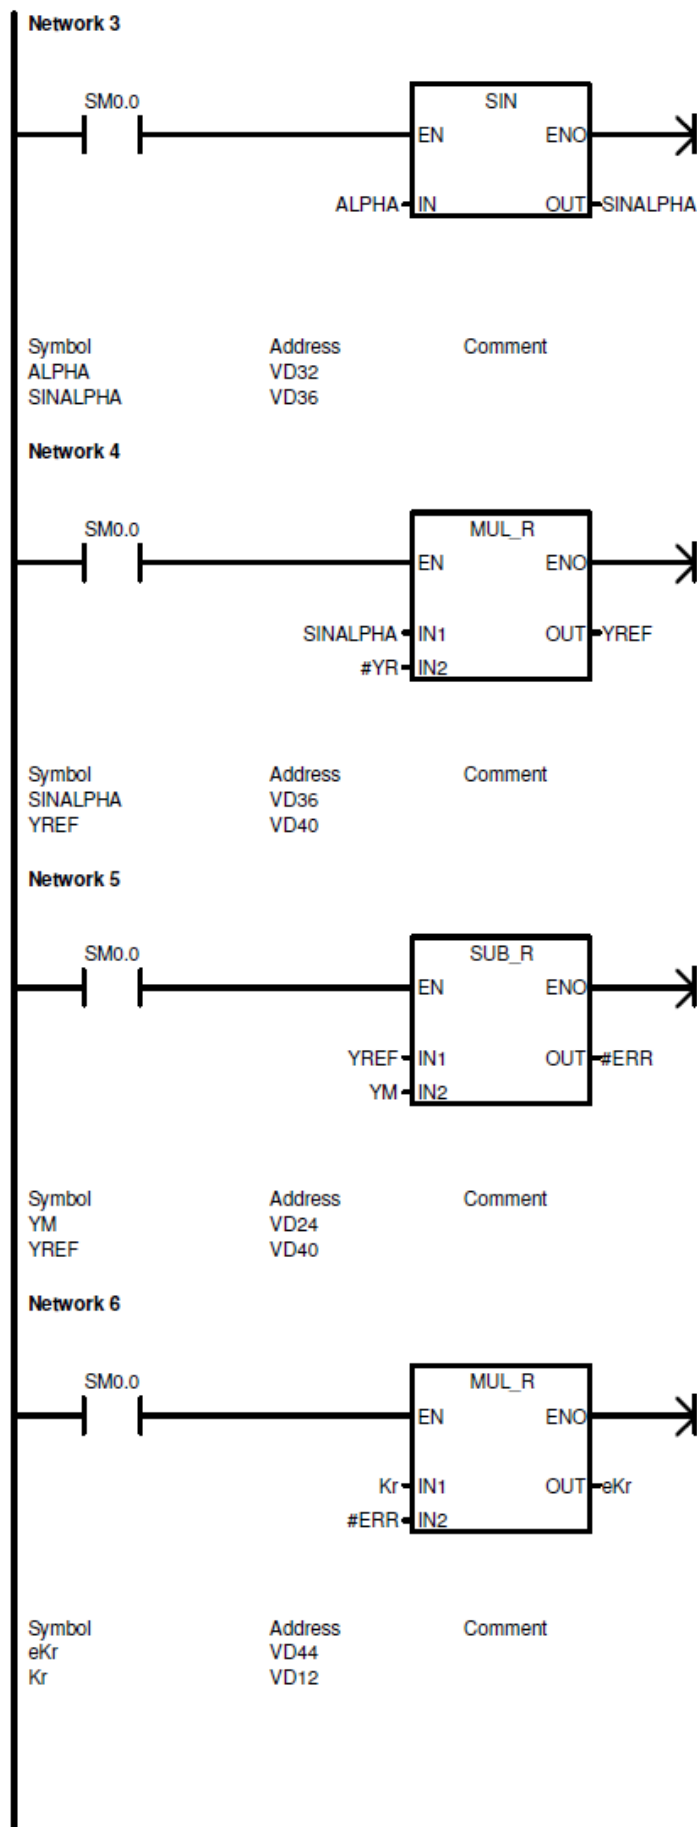 Network 3
SM0.0
SIN
EN ENO
ALPHA IN OUT SINALPHA
Symbol Address Comment
ALPHA VD32
SINALPHA VD36
Network 4
SM0.0
MUL_R
EN ENO
SINALPHA IN1 OUT YREF
#YR IN2
Symbol Address Comment
SINALPHA VD36
YREF VD40
Network 5
SM0.0
SUB_R
EN ENO
YREF IN1 OUT #ERR
YM IN2
Symbol Address Comment
YM VD24
YREF VD40
Network 6
SM0.0
MUL_R
EN ENO
Kr IN1 OUT eKr
#ERR IN2
Symbol Address Comment
eKr VD44
Kr VD12